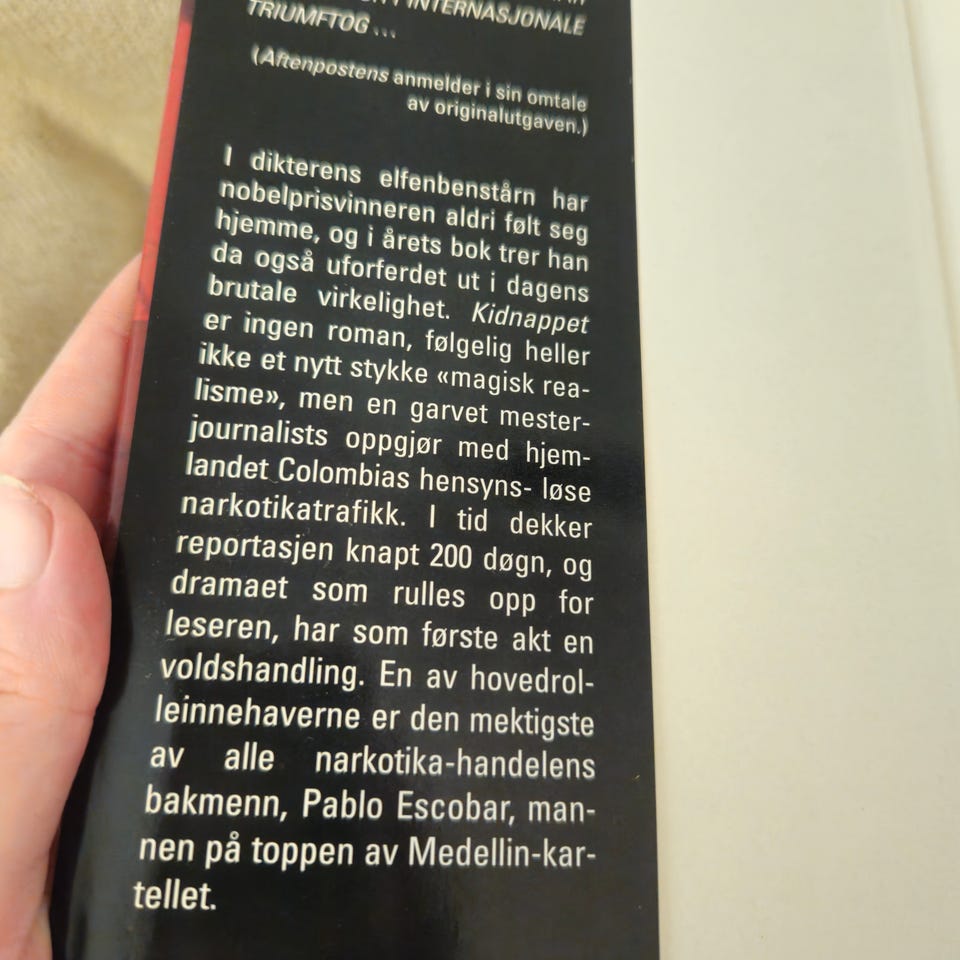 INTERNASJONALE
TRIUMFTOG ...
(Aftenpostens anmelder i sin omtale
av originalutgaven.)
I dikterens elfenbenstårn har
nobelprisvinneren aldri følt seg
hjemme, og i årets bok trer han
da også uforferdet ut i dagens
brutale virkelighet. Kidnappet
er ingen roman, følgelig heller
ikke et nytt stykke «magisk rea-
lisme», men en garvet mester-
journalists oppgjør med hjem-
landet Colombias hensyns- løse
narkotikatrafikk. I tid dekker
reportasjen knapt 200 døgn, og
dramaet som rulles opp for
leseren, har som første akt en
voldshandling. En av hovedrol-
leinnehaverne er den mektigste
av alle narkotika-handelens
bakmenn, Pablo Escobar, man-
nen på toppen av Medellin-kar-
tellet.